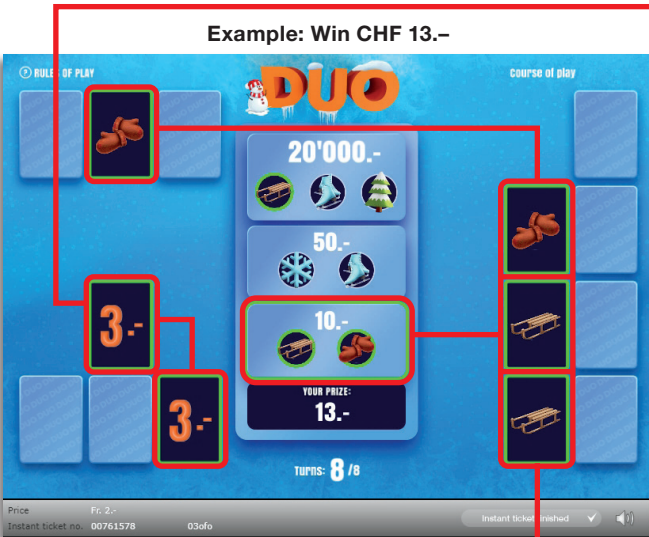 Example: Win CHF 13.–
? RULES OF PLAY
DUO
Course of play
20'000.-
50.-
10.-
3.-
3.-
YOUR PRIZE:
13.-
Turns: 8 /8
Price Fr. 2.-
Instant ticket no. 00761578 03ofo
Instant ticket finished